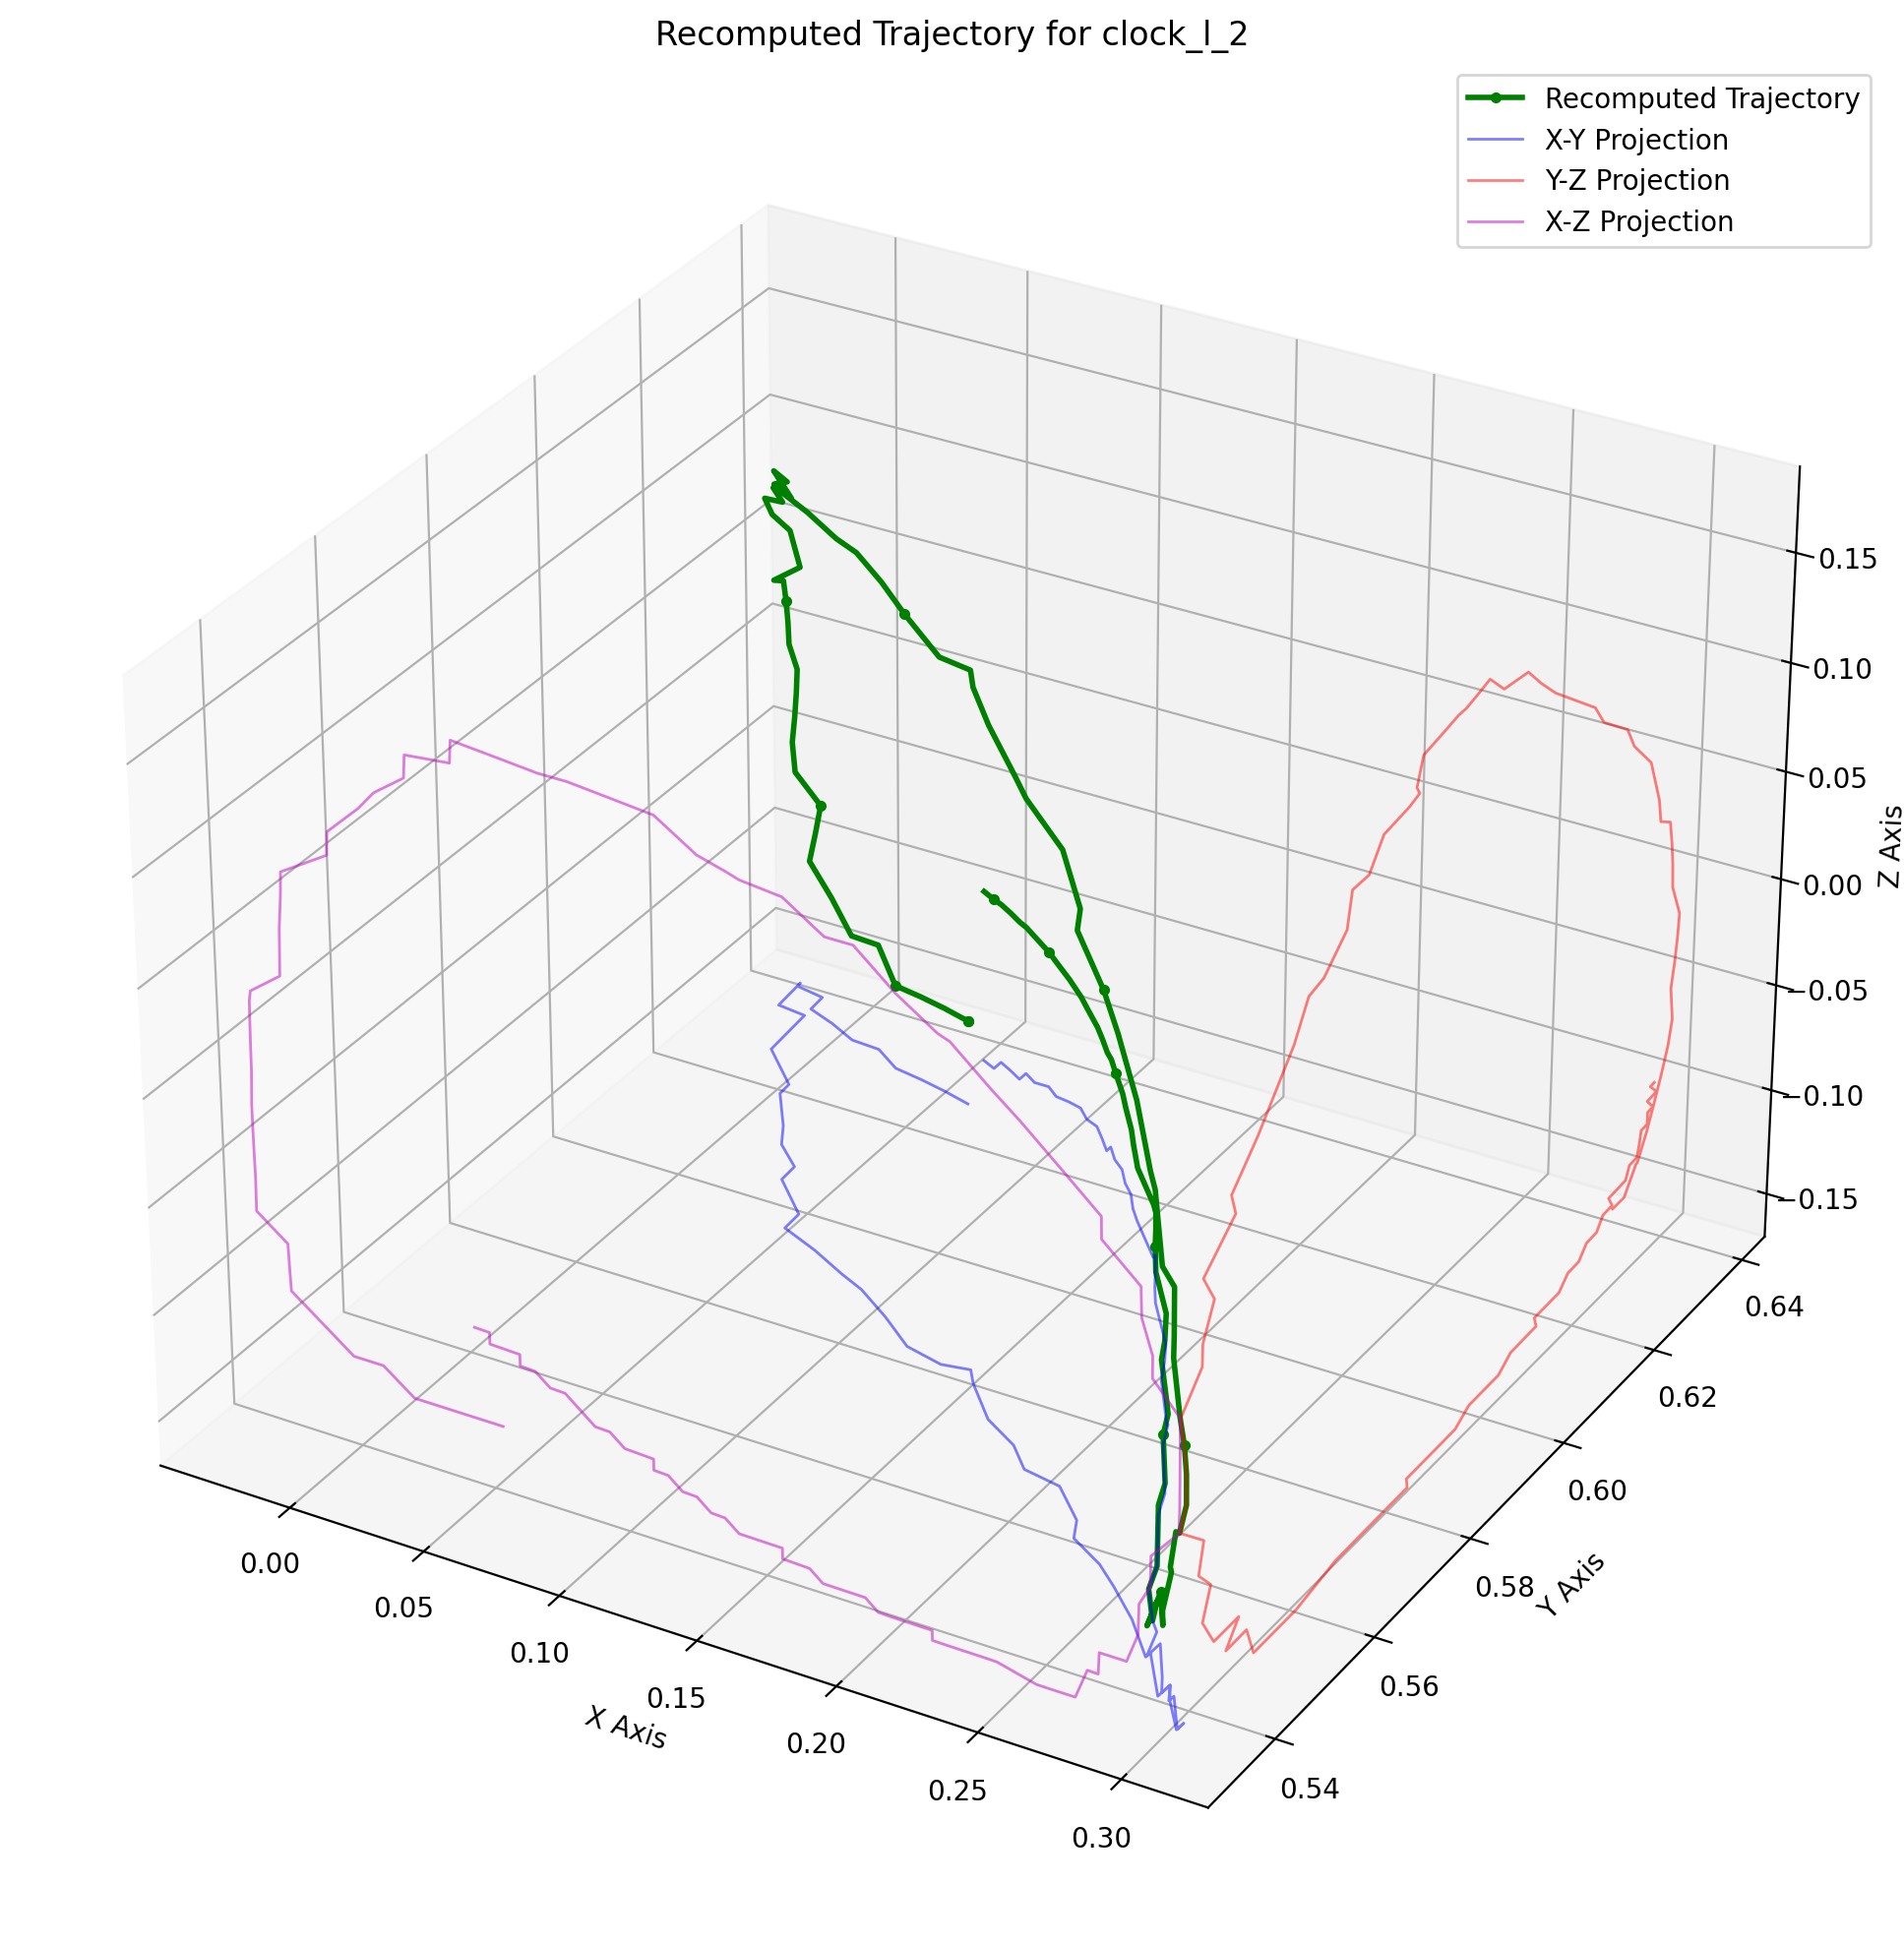 Recomputed Trajectory for clock_l_2
Recomputed Trajectory
X-Y Projection
Y-Z Projection
X-Z Projection
0.15
0.10
0.05
0.00
−0.05
−0.10
−0.15
Z Axis
0.64
0.62
0.60
0.58
0.56
0.54
Y Axis
0.00
0.05
0.10
0.15
0.20
0.25
0.30
X Axis